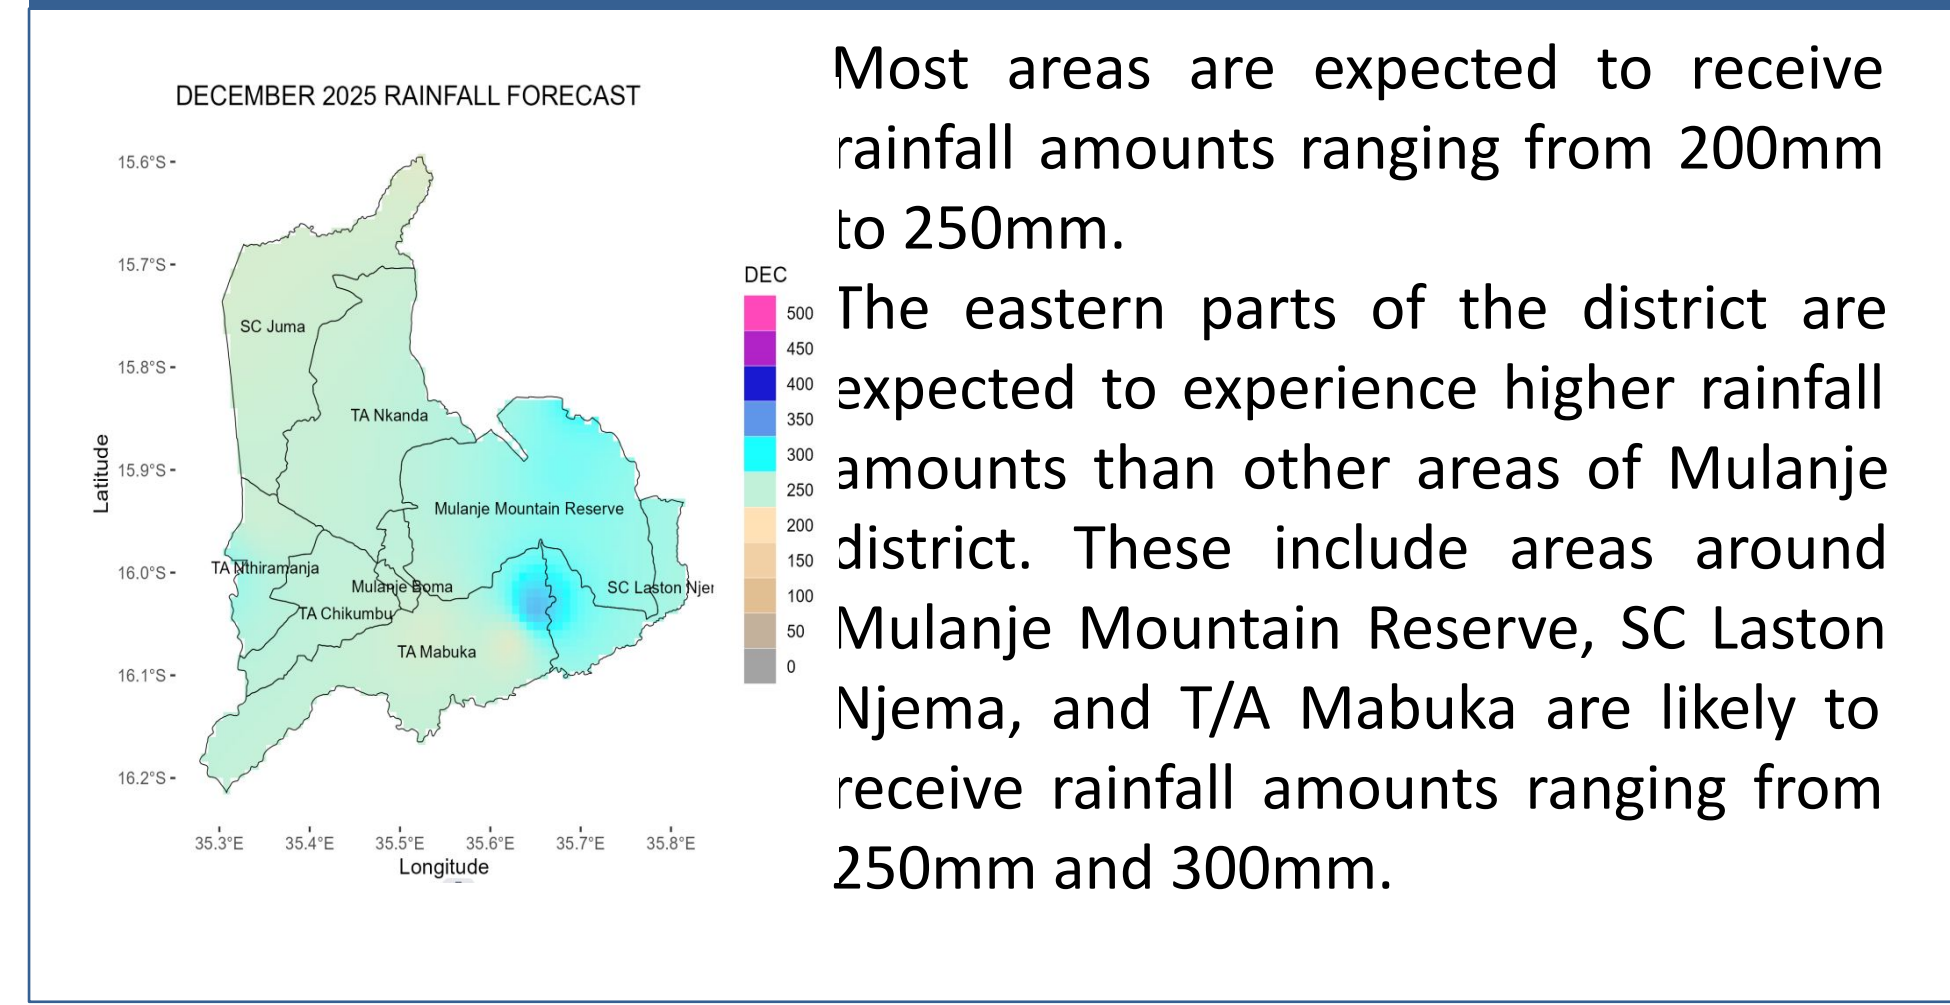 DECEMBER 2025 RAINFALL FORECAST
15.6°S
15.7°S
15.8°S
15.9°S
16.0°S
16.1°S
16.2°S
Latitude
SC Juma
TA Nkanda
Mulanje Mountain Reserve
TA Nthiramanja
Mulanje Boma
SC Laston Njer
TA Chikumbu
TA Mabuka
35.3°E 35.4°E 35.5°E 35.6°E 35.7°E 35.8°E
Longitude
DEC
500
450
400
350
300
250
200
150
100
50
0
Most areas are expected to receive
rainfall amounts ranging from 200mm
to 250mm.
The eastern parts of the district are
expected to experience higher rainfall
amounts than other areas of Mulanje
district. These include areas around
Mulanje Mountain Reserve, SC Laston
Njema, and T/A Mabuka are likely to
receive rainfall amounts ranging from
250mm and 300mm.